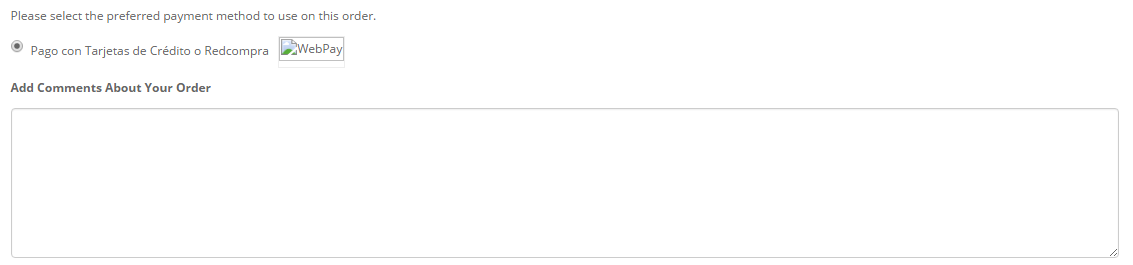 Please select the preferred payment method to use on this order.
Pago con Tarjetas de Crédito o Redcompra WebPay
Add Comments About Your Order